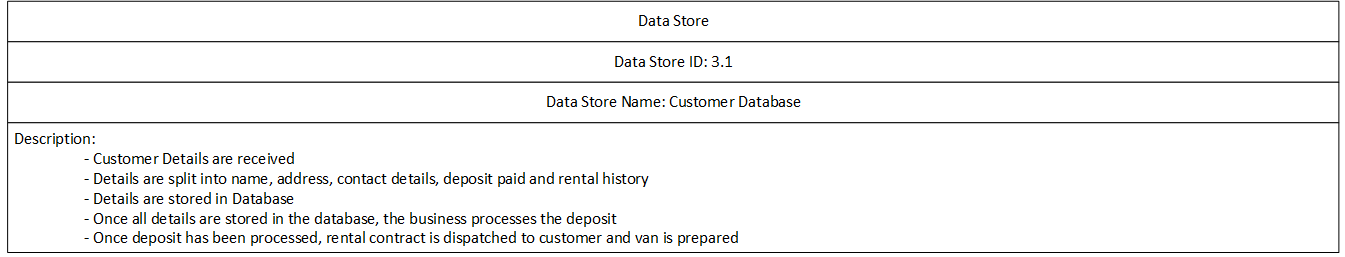 Data Store
Data Store ID: 3.1
Data Store Name: Customer Database
Description:
- Customer Details are received
- Details are split into name, address, contact details, deposit paid and rental history
- Details are stored in Database
- Once all details are stored in the database, the business processes the deposit
- Once deposit has been processed, rental contract is dispatched to customer and van is prepared